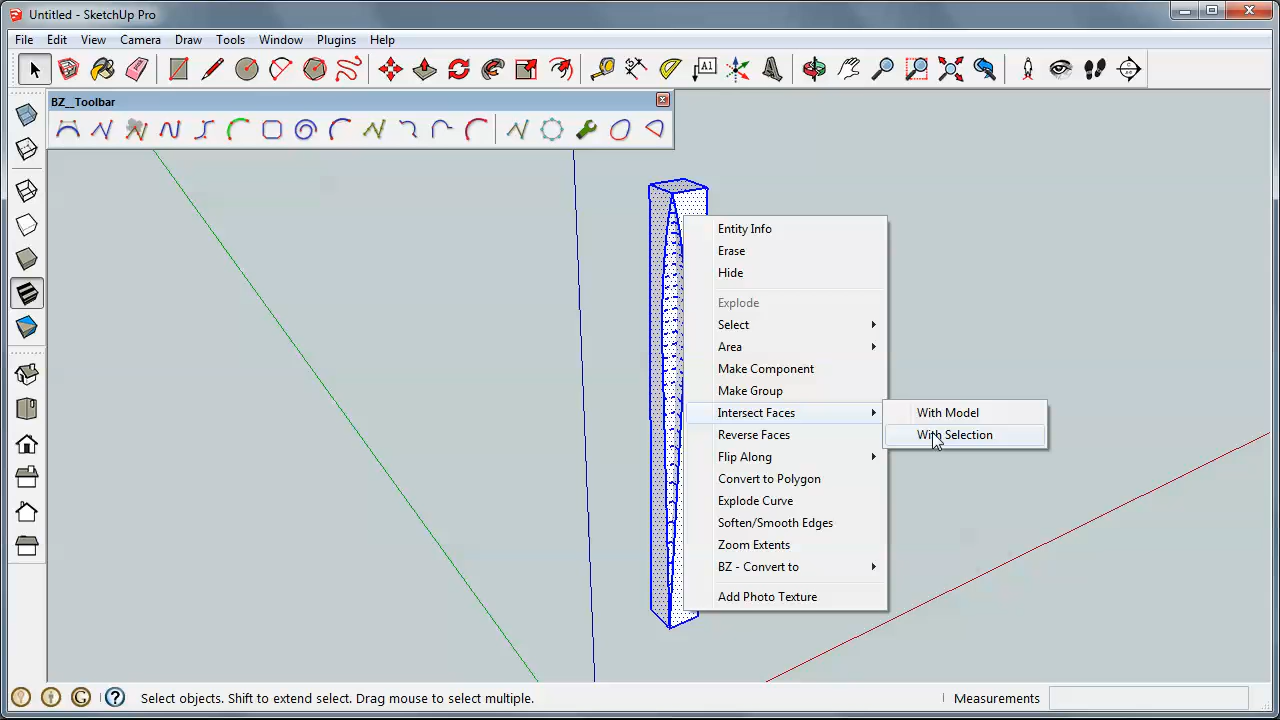 Untitled - SketchUp Pro
File Edit View Camera Draw Tools Window Plugins Help
A1
BZ__Toolbar
Entity Info
Erase
Hide
Explode
Select
Area
Make Component
Make Group
Intersect Faces
With Model
Reverse Faces
With Selection
Flip Along
Convert to Polygon
Explode Curve
Soften/Smooth Edges
Zoom Extents
BZ - Convert to
Add Photo Texture
Select objects. Shift to extend select. Drag mouse to select multiple.
Measurements